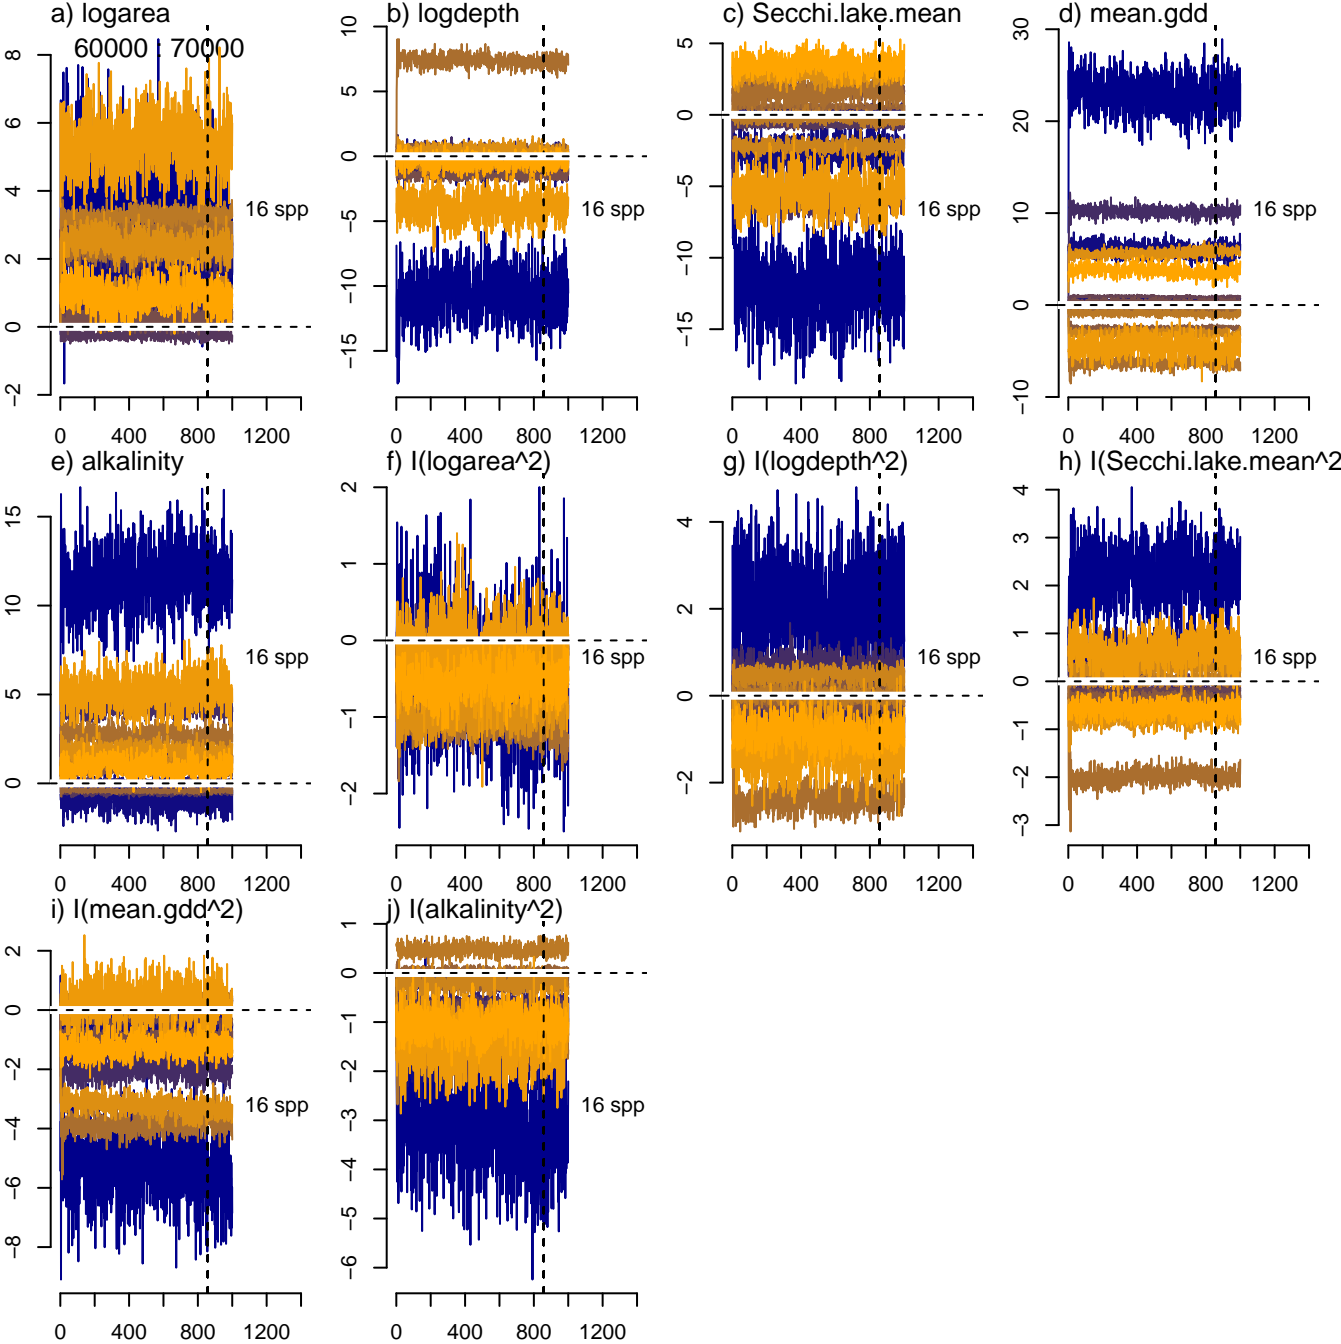 a) logarea
b) logdepth
c) Secchi.lake.mean
d) mean.gdd
60000 : 70000
8
6
4
2
0
−2
16 spp
0 400 800 1200
10
5
0
−5
−10
−15
16 spp
0 400 800 1200
5
0
−5
−10
−15
16 spp
0 400 800 1200
30
20
10
0
−10
16 spp
0 400 800 1200
e) alkalinity
f) I(logarea^2)
g) I(logdepth^2)
h) I(Secchi.lake.mean^2
15
10
5
0
16 spp
0 400 800 1200
2
1
0
−1
−2
16 spp
0 400 800 1200
4
2
0
−2
16 spp
0 400 800 1200
4
3
2
1
0
−1
−2
−3
16 spp
0 400 800 1200
i) I(mean.gdd^2)
j) I(alkalinity^2)
2
0
−2
−4
−6
−8
16 spp
0 400 800 1200
1
0
−1
−2
−3
−4
−5
−6
16 spp
0 400 800 1200